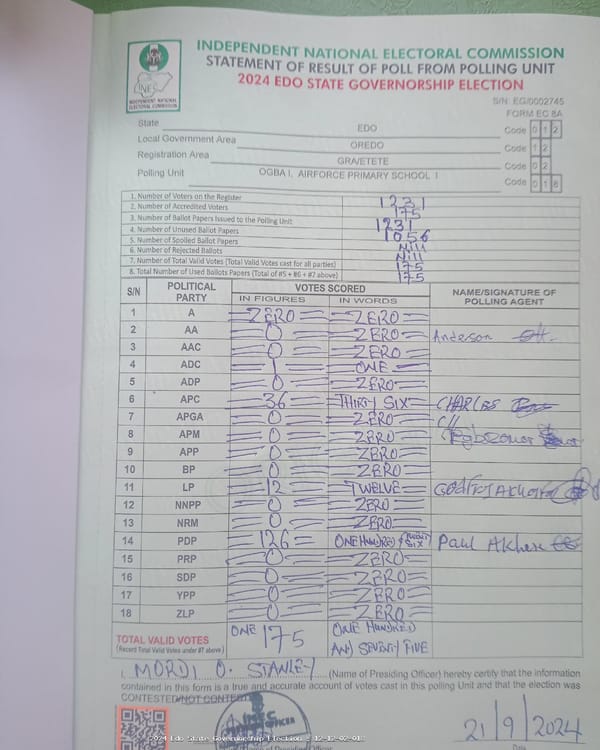 INDEPENDENT NATIONAL ELECTORAL COMMISSION
STATEMENT OF RESULT OF POLL FROM POLLING UNIT
2024 EDO STATE GOVERNORSHIP ELECTION
INEC
INDEPENDENT NATIONAL ELECTORAL COMMISSION
S/N: EG/0002745
FORM EC 8A
State EDO Code 0 1 2
Local Government Area OREDO Code 1 2
Registration Area GRA/ETETE Code 0 2
Polling Unit OGBA I, AIRFORCE PRIMARY SCHOOL I Code 0 1 8
1. Number of Voters on the Register 1231
2. Number of Accredited Voters 175
3. Number of Ballot Papers Issued to the Polling Unit 1231
4. Number of Unused Ballot Papers 1056
5. Number of Spoiled Ballot Papers Nill
6. Number of Rejected Ballots Nill
7. Number of Total Valid Votes (Total Valid Votes cast for all parties) 175
8. Total Number of Used Ballots Papers (Total of #5 + #6 + #7 above) 175
S/N POLITICAL PARTY VOTES SCORED NAME/SIGNATURE OF POLLING AGENT
IN FIGURES IN WORDS
1 A ZERO ZERO
2 AA 0 ZERO Anderson
3 AAC 0 ZERO
4 ADC 1 ONE
5 ADP 0 ZERO
6 APC 36 THIRTY SIX CHARLES
7 APGA 0 ZERO
8 APM 0 ZERO
9 APP 0 ZERO
10 BP 0 ZERO
11 LP 12 TWELVE
12 NNPP 0 ZERO
13 NRM 0 ZERO
14 PDP 126 ONE HUNDRED & TWENTY SIX Paul
15 PRP 0 ZERO
16 SDP 0 ZERO
17 YPP 0 ZERO
18 ZLP 0 ZERO
TOTAL VALID VOTES ONE 175 ONE HUNDRED
(Record Total Valid Votes under #7 above) AND SEVENTY FIVE
I, MORDI O. STANLEY (Name of Presiding Officer) hereby certify that the information
contained in this form is a true and accurate account of votes cast in this polling Unit and that the election was
CONTESTED/NOT CONTESTED
INEC
21/9/2024
Date
2024 Edo State Governorship Election - 12-12-02-018